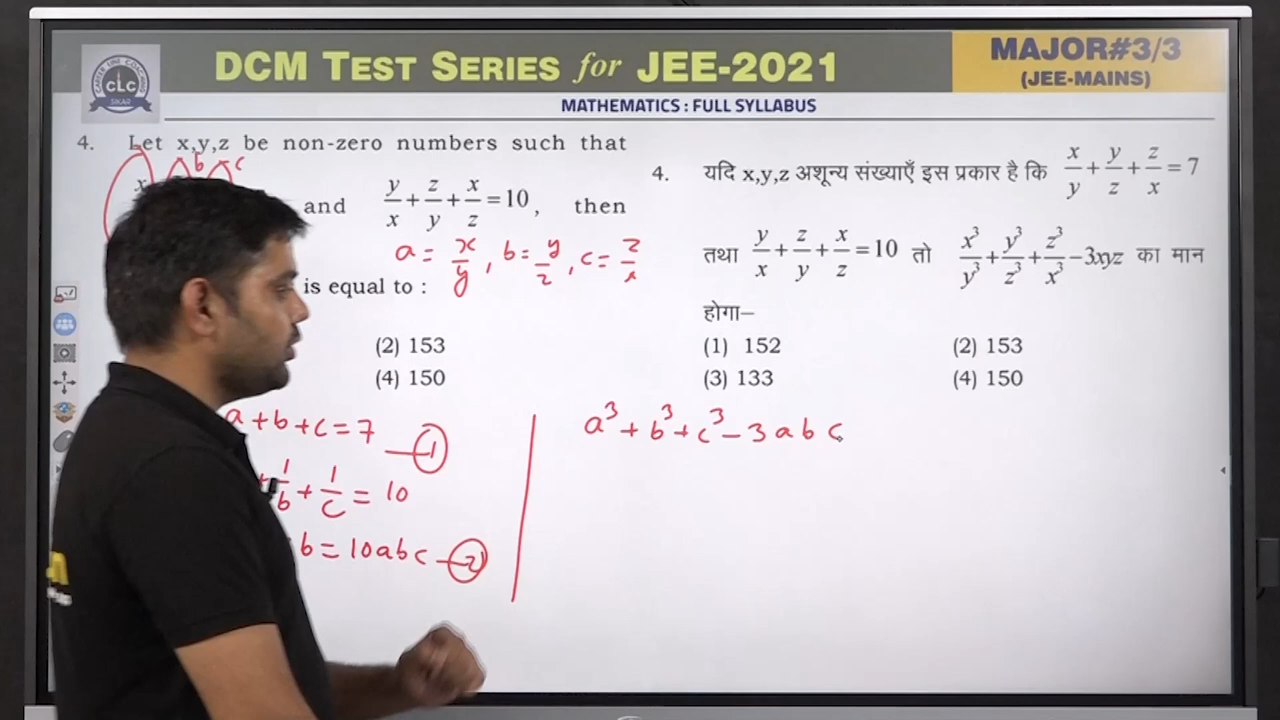 DCM TEST SERIES for JEE-2021
MAJOR#3/3
(JEE-MAINS)
CLC
SIKAR
MATHEMATICS : FULL SYLLABUS
4. Let x,y,z be non-zero numbers such that
b c
and y/x + z/y + x/z = 10, then
a = x/y, b = y/z, c = z/x
is equal to :
(2) 153
(4) 150
a + b + c = 7 —①
1/b + 1/c = 10
b = 10abc —②
4. यदि x,y,z अशून्य संख्याएँ इस प्रकार है कि x/y + y/z + z/x = 7
तथा y/x + z/y + x/z = 10 तो x³/y³ + y³/z³ + z³/x³ − 3xyz का मान
होगा–
(1) 152 (2) 153
(3) 133 (4) 150
a³ + b³ + c³ − 3abc